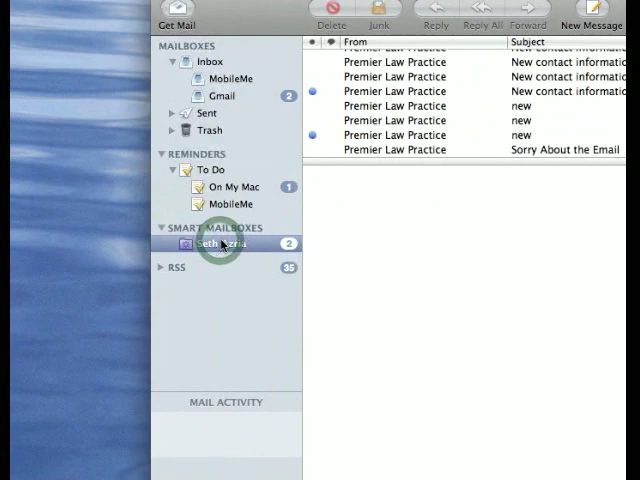 Get Mail
Delete Junk Reply Reply All Forward New Message
MAILBOXES
Inbox
MobileMe
Gmail 2
Sent
Trash
REMINDERS
To Do
On My Mac 1
MobileMe
SMART MAILBOXES
Seth Azria 2
RSS 35
MAIL ACTIVITY
From Subject
Premier Law Practice New contact informatio
Premier Law Practice New contact informatio
Premier Law Practice New contact informatic
Premier Law Practice new
Premier Law Practice new
Premier Law Practice new
Premier Law Practice Sorry About the Email